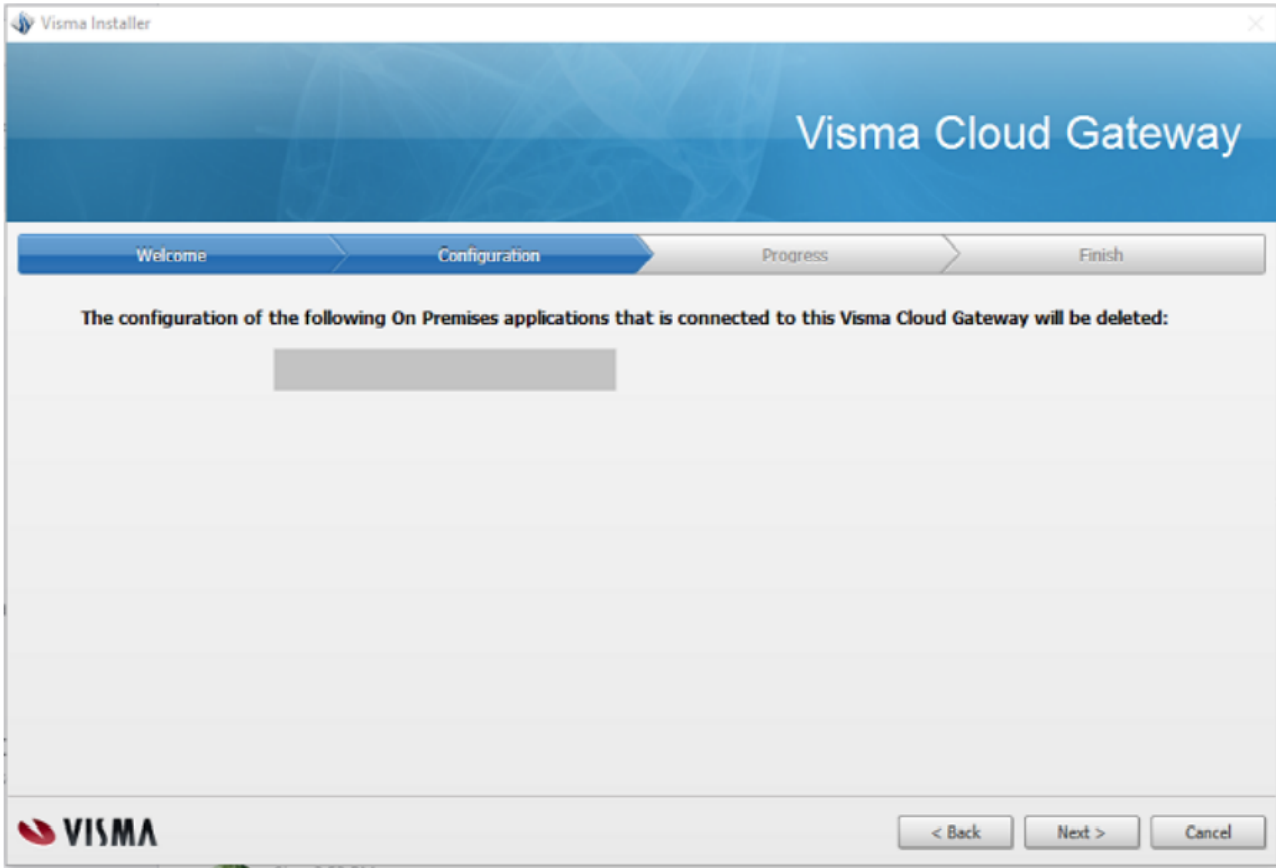 Visma Installer
Visma Cloud Gateway
Welcome
Configuration
Progress
Finish
The configuration of the following On Premises applications that is connected to this Visma Cloud Gateway will be deleted:
VISMA
< Back
Next >
Cancel